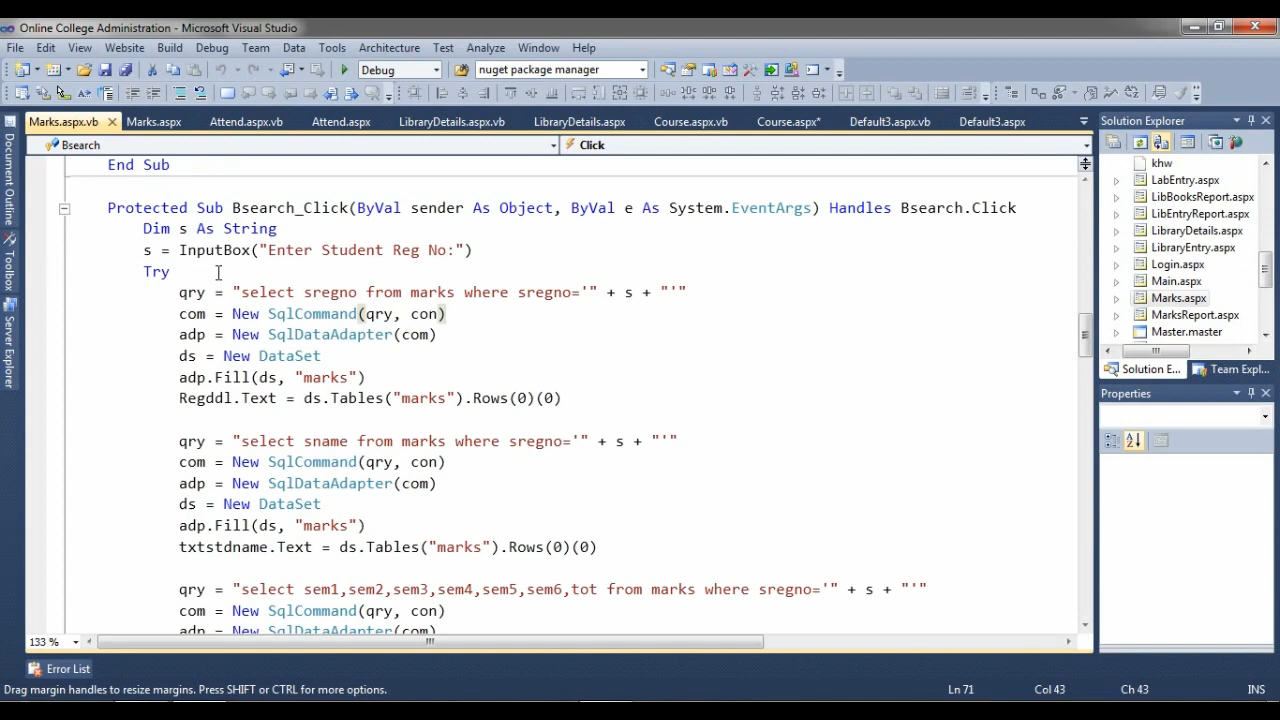 Online College Administration - Microsoft Visual Studio
File Edit View Website Build Debug Team Data Tools Architecture Test Analyze Window Help
Debug nuget package manager
Marks.aspx.vb Marks.aspx Attend.aspx.vb Attend.aspx LibraryDetails.aspx.vb LibraryDetails.aspx Course.aspx.vb Course.aspx* Default3.aspx.vb Default3.aspx
Bsearch Click
End Sub
Protected Sub Bsearch_Click(ByVal sender As Object, ByVal e As System.EventArgs) Handles Bsearch.Click
Dim s As String
s = InputBox("Enter Student Reg No:")
Try
qry = "select sregno from marks where sregno='" + s + "'"
com = New SqlCommand(qry, con)
adp = New SqlDataAdapter(com)
ds = New DataSet
adp.Fill(ds, "marks")
Regddl.Text = ds.Tables("marks").Rows(0)(0)
qry = "select sname from marks where sregno='" + s + "'"
com = New SqlCommand(qry, con)
adp = New SqlDataAdapter(com)
ds = New DataSet
adp.Fill(ds, "marks")
txtstdname.Text = ds.Tables("marks").Rows(0)(0)
qry = "select sem1,sem2,sem3,sem4,sem5,sem6,tot from marks where sregno='" + s + "'"
com = New SqlCommand(qry, con)
adp = New SqlDataAdapter(com)
133 %
Document Outline
Toolbox
Server Explorer
Solution Explorer
khw
LabEntry.aspx
LibBooksReport.aspx
LibEntryReport.aspx
LibraryDetails.aspx
LibraryEntry.aspx
Login.aspx
Main.aspx
Marks.aspx
MarksReport.aspx
Master.master
Solution E... Team Expl...
Properties
Error List
Drag margin handles to resize margins. Press SHIFT or CTRL for more options. Ln 71 Col 43 Ch 43 INS